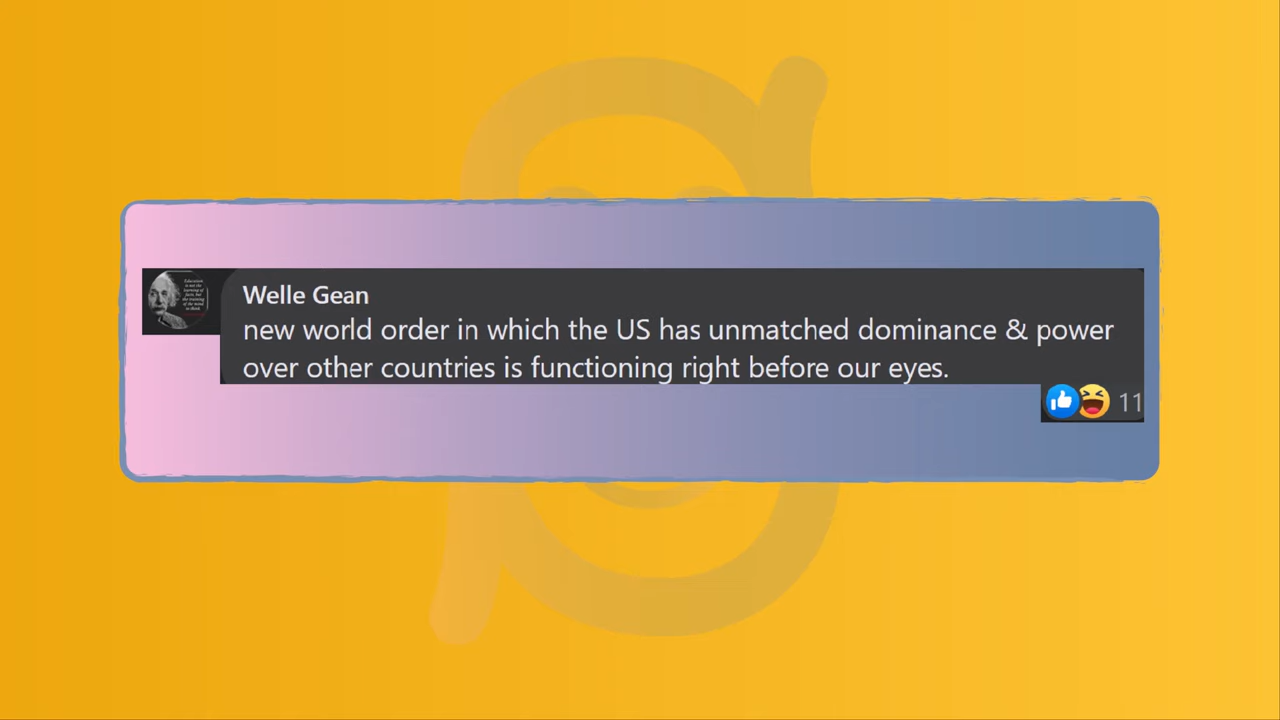 Welle Gean
new world order in which the US has unmatched dominance & power
over other countries is functioning right before our eyes.
11